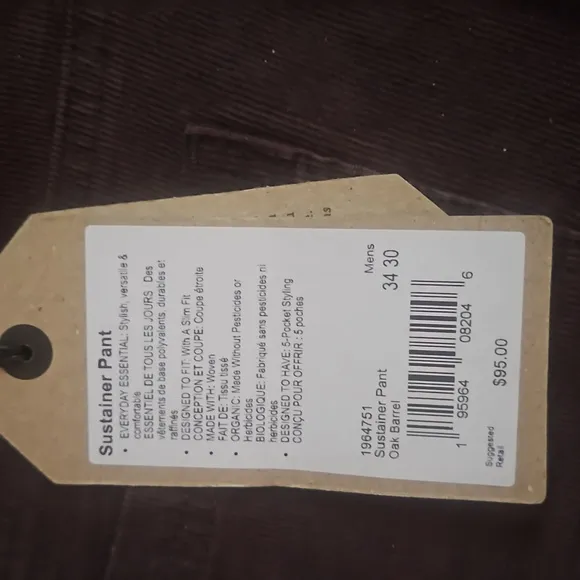 Sustainer Pant
• EVERYDAY ESSENTIAL: Stylish, versatile &
comfortable
ESSENTIEL DE TOUS LES JOURS : Des
vêtements de base polyvalents, durables et
raffinés
• DESIGNED TO FIT: With A Slim Fit
CONCEPTION ET COUPE: Coupe étroite
• MADE WITH: Woven
FAIT DE: Tissu tissé
• ORGANIC: Made Without Pesticides or
Herbicides
BIOLOGIQUE: Fabriqué sans pesticides ni
herbicides
• DESIGNED TO HAVE: 5-Pocket Styling
CONÇU POUR OFFRIR : 5 poches
1964751
Sustainer Pant
Oak Barrel
Mens
34 30
1 95964 08204 6
Suggested
Retail
$95.00